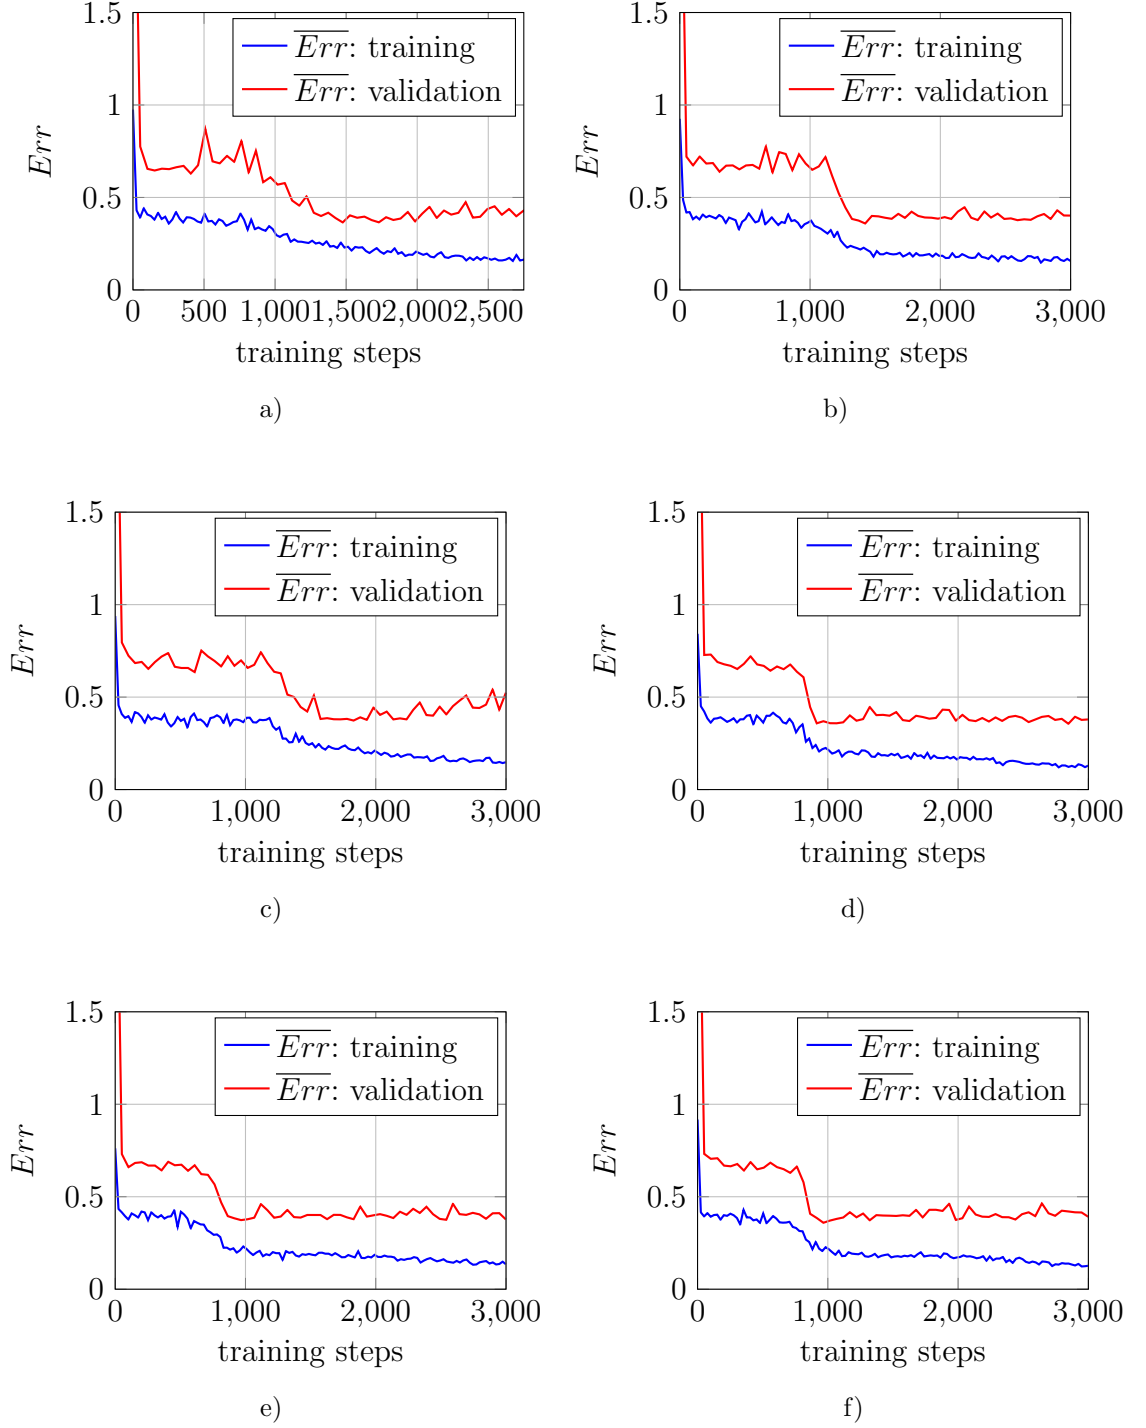 1.5
1
0.5
0
Err
Err: training
Err: validation
0 500 1,000 1,500 2,000 2,500
training steps
a)
1.5
1
0.5
0
Err
Err: training
Err: validation
0 1,000 2,000 3,000
training steps
b)
1.5
1
0.5
0
Err
Err: training
Err: validation
0 1,000 2,000 3,000
training steps
c)
1.5
1
0.5
0
Err
Err: training
Err: validation
0 1,000 2,000 3,000
training steps
d)
1.5
1
0.5
0
Err
Err: training
Err: validation
0 1,000 2,000 3,000
training steps
e)
1.5
1
0.5
0
Err
Err: training
Err: validation
0 1,000 2,000 3,000
training steps
f)